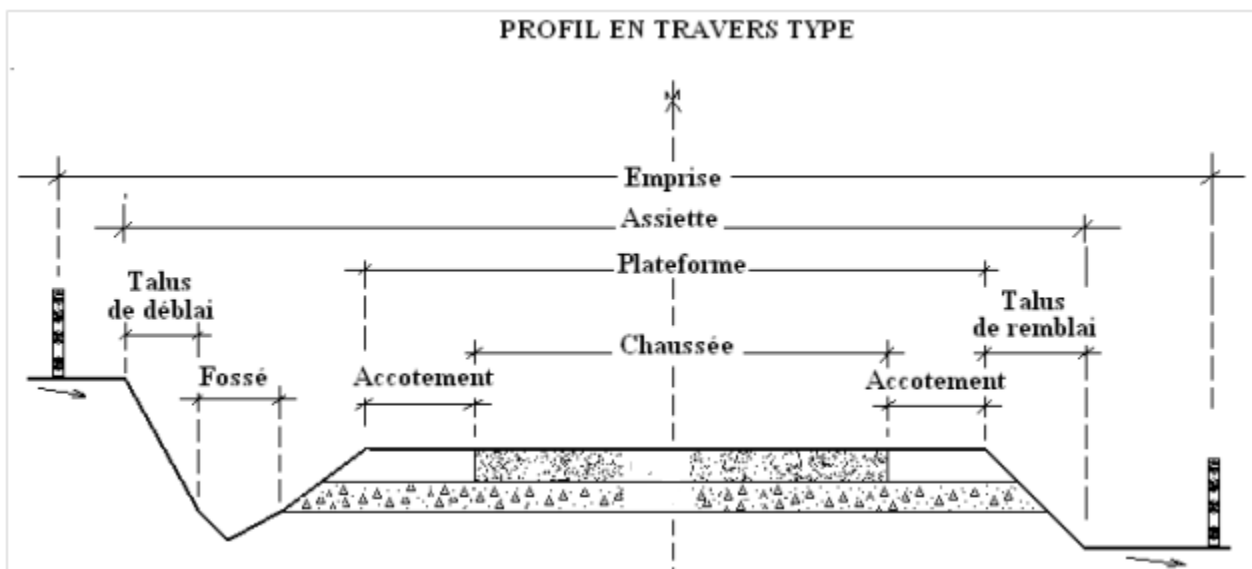 PROFIL EN TRAVERS TYPE
Emprise
Assiette
Plateforme
Talus
de déblai
Talus
de remblai
Chaussée
Fossé
Accotement
Accotement